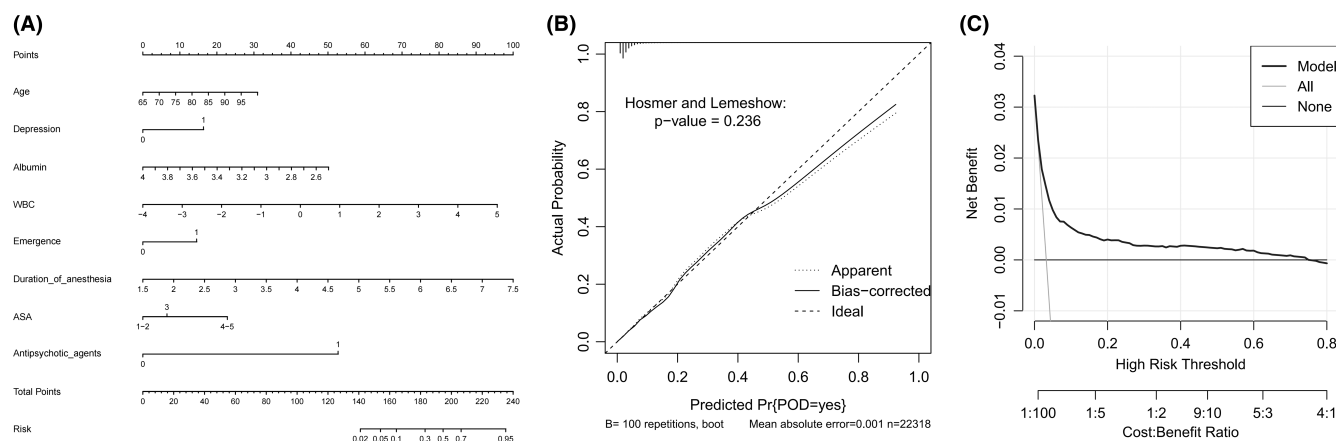 (A)
Points
0 10 20 30 40 50 60 70 80 90 100
Age
65 70 75 80 85 90 95
Depression
0 1
Albumin
4 3.8 3.6 3.4 3.2 3 2.8 2.6
WBC
−4 −3 −2 −1 0 1 2 3 4 5
Emergence
0 1
Duration_of_anesthesia
1.5 2 2.5 3 3.5 4 4.5 5 5.5 6 6.5 7 7.5
ASA
1−2 3 4−5
Antipsychotic_agents
0 1
Total Points
0 20 40 60 80 100 120 140 160 180 200 220 240
Risk
0.02 0.05 0.1 0.3 0.5 0.7 0.95
(B)
Actual Probability
1.0
0.8
0.6
0.4
0.2
0.0
Hosmer and Lemeshow:
p−value = 0.236
Apparent
Bias−corrected
Ideal
0.0 0.2 0.4 0.6 0.8 1.0
Predicted Pr{POD=yes}
B= 100 repetitions, boot Mean absolute error=0.001 n=22318
(C)
Net Benefit
0.04
0.03
0.02
0.01
0.00
−0.01
Model
All
None
0.0 0.2 0.4 0.6 0.8
High Risk Threshold
1:100 1:5 1:2 9:10 5:3 4:1
Cost:Benefit Ratio